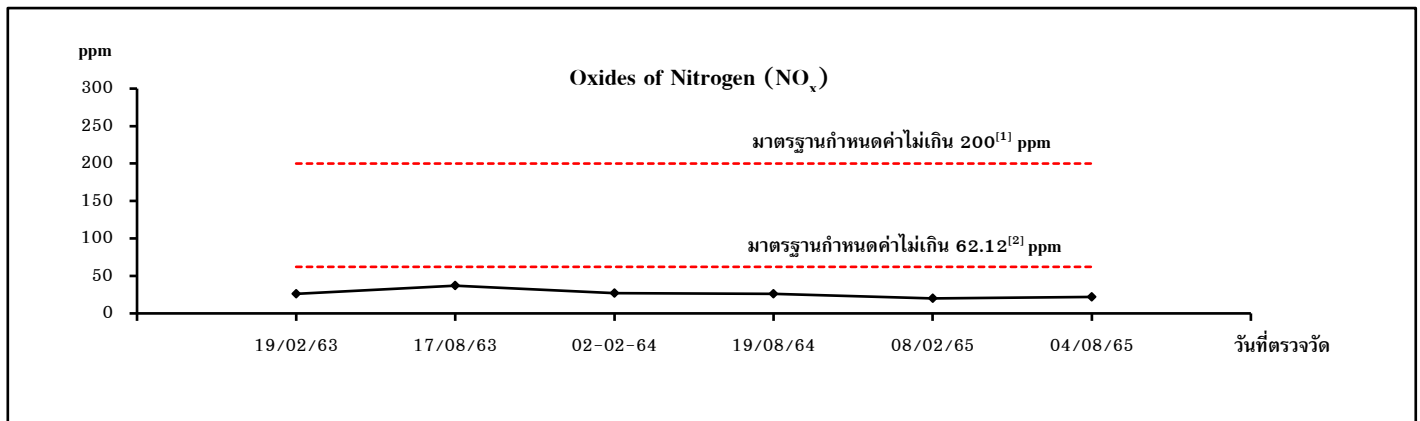 ppm
Oxides of Nitrogen (NOx)
300
250
มาตรฐานกำหนดค่าไม่เกิน 200[1] ppm
200
150
100
มาตรฐานกำหนดค่าไม่เกิน 62.12[2] ppm
50
0
19/02/63 17/08/63 02-02-64 19/08/64 08/02/65 04/08/65 วันที่ตรวจวัด